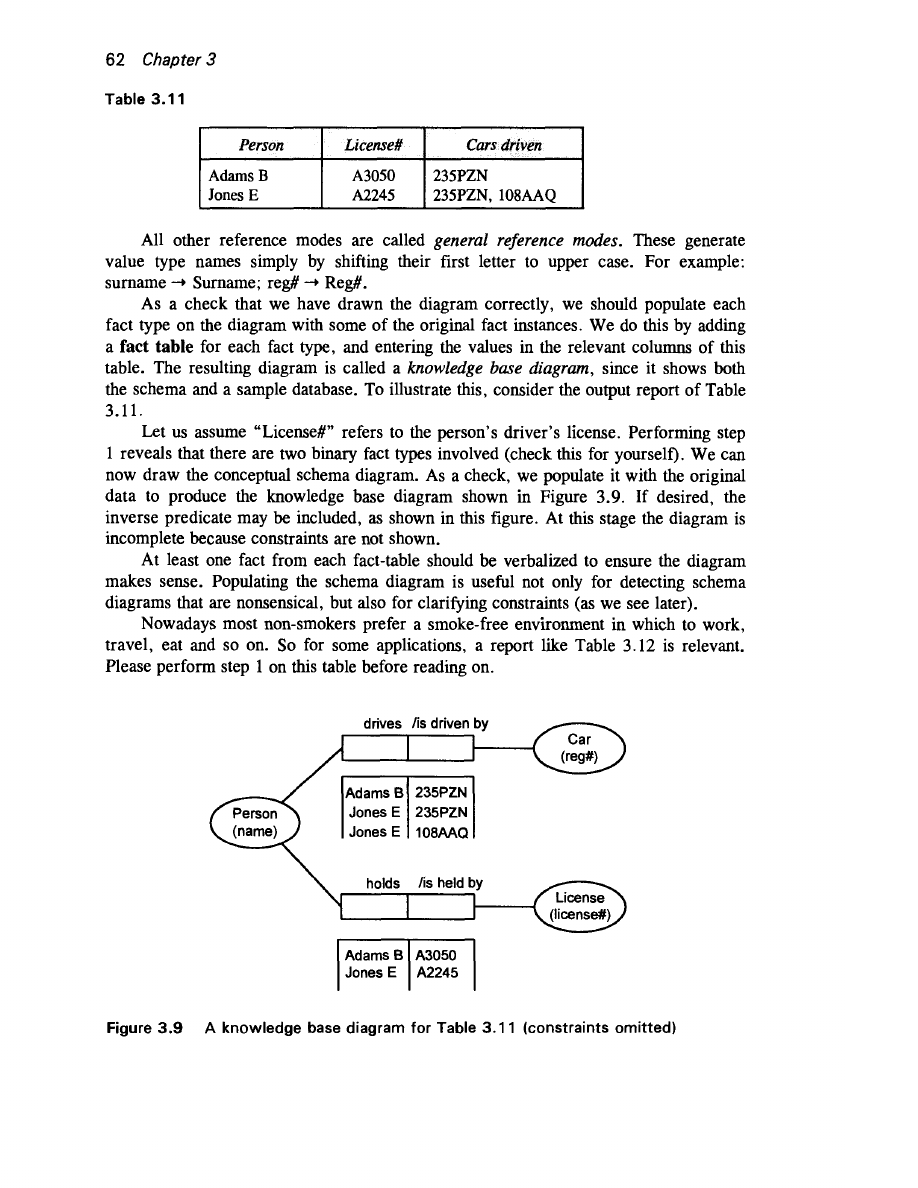 62 Chapter 3
Table 3.11
Person License# Cars driven
Adams B A3050 235PZN
Jones E A2245 235PZN, 108AAQ
All other reference modes are called general reference modes. These generate
value type names simply by shifting their first letter to upper case. For example:
surname → Surname; reg# → Reg#.
As a check that we have drawn the diagram correctly, we should populate each
fact type on the diagram with some of the original fact instances. We do this by adding
a fact table for each fact type, and entering the values in the relevant columns of this
table. The resulting diagram is called a knowledge base diagram, since it shows both
the schema and a sample database. To illustrate this, consider the output report of Table
3.11.
Let us assume “License#” refers to the person's driver's license. Performing step
1 reveals that there are two binary fact types involved (check this for yourself). We can
now draw the conceptual schema diagram. As a check, we populate it with the original
data to produce the knowledge base diagram shown in Figure 3.9. If desired, the
inverse predicate may be included, as shown in this figure. At this stage the diagram is
incomplete because constraints are not shown.
At least one fact from each fact-table should be verbalized to ensure the diagram
makes sense. Populating the schema diagram is useful not only for detecting schema
diagrams that are nonsensical, but also for clarifying constraints (as we see later).
Nowadays most non-smokers prefer a smoke-free environment in which to work,
travel, eat and so on. So for some applications, a report like Table 3.12 is relevant.
Please perform step 1 on this table before reading on.
drives /is driven by
Car
(reg#)
Adams B 235PZN
Jones E 235PZN
Jones E 108AAQ
Person
(name)
holds /is held by
License
(license#)
Adams B A3050
Jones E A2245
Figure 3.9 A knowledge base diagram for Table 3.11 (constraints omitted)